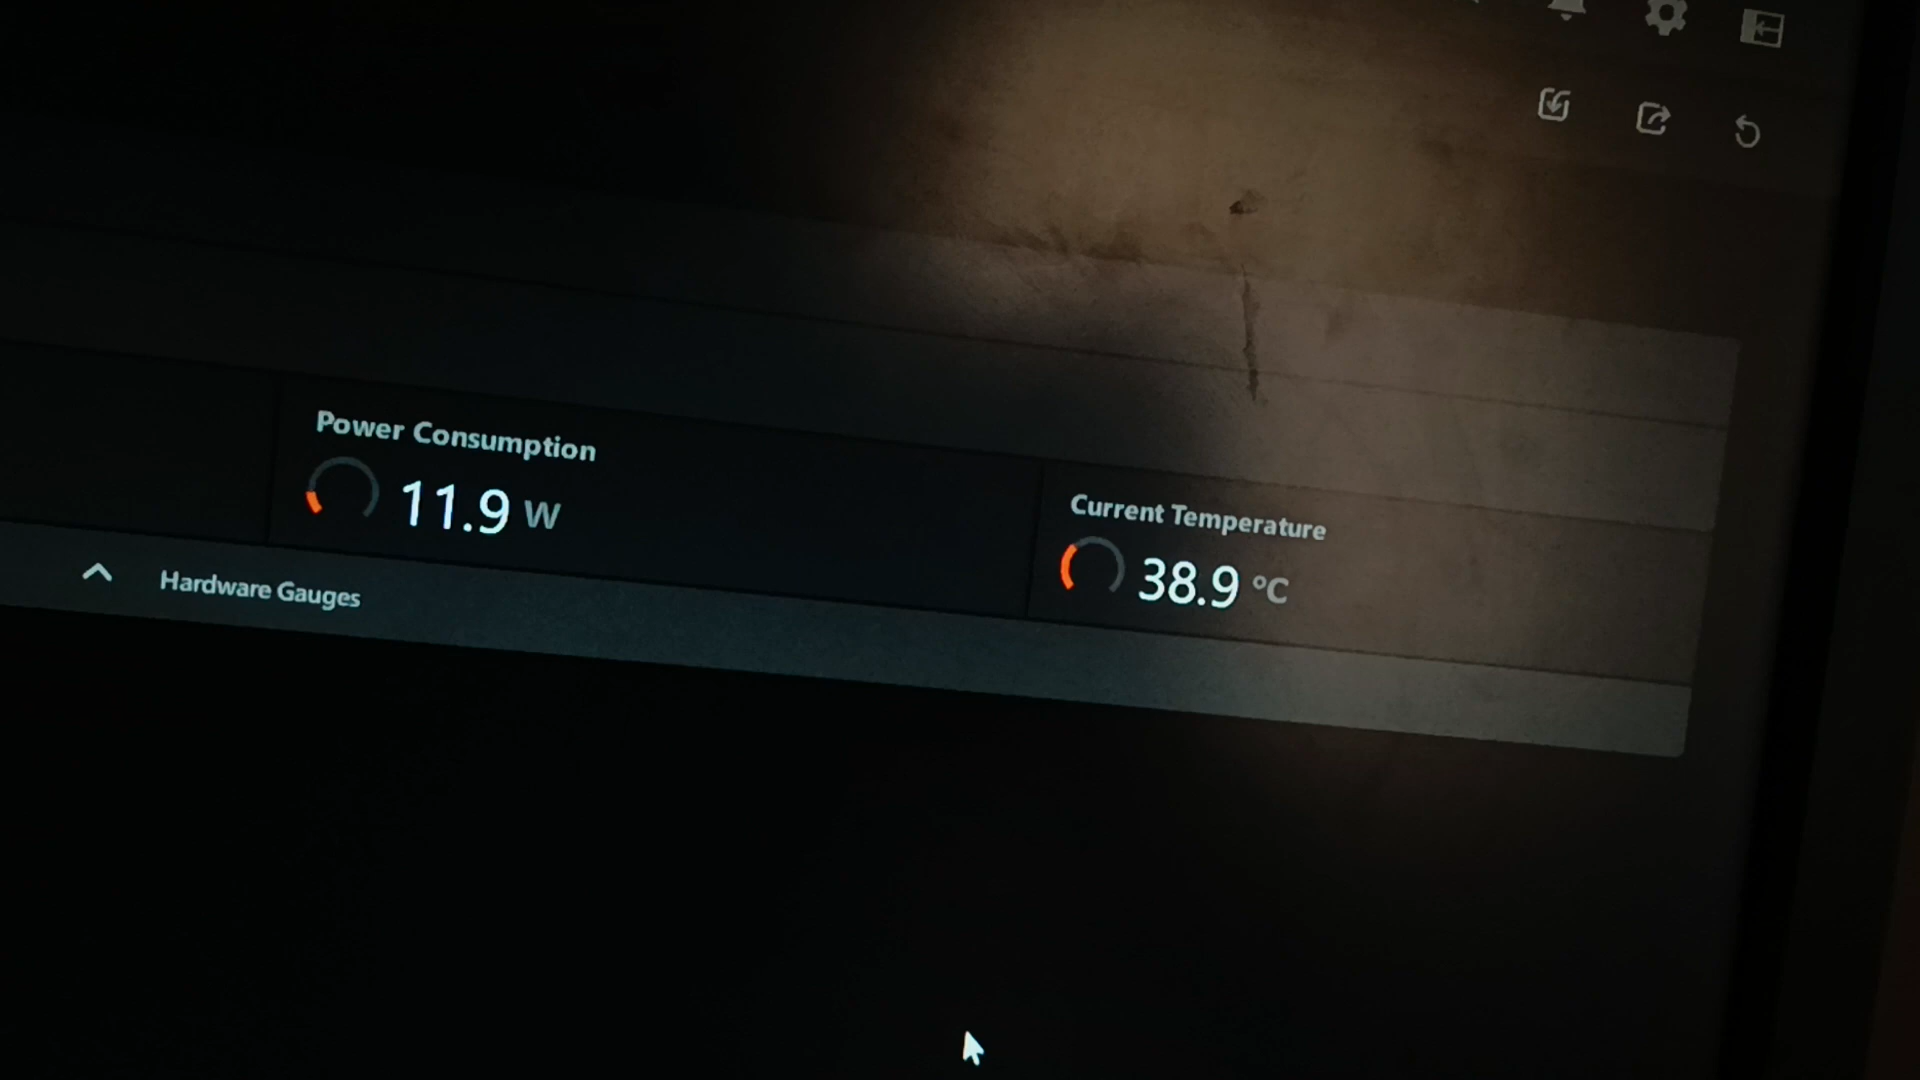 Power Consumption
11.9 W
Current Temperature
38.9 °C
Hardware Gauges